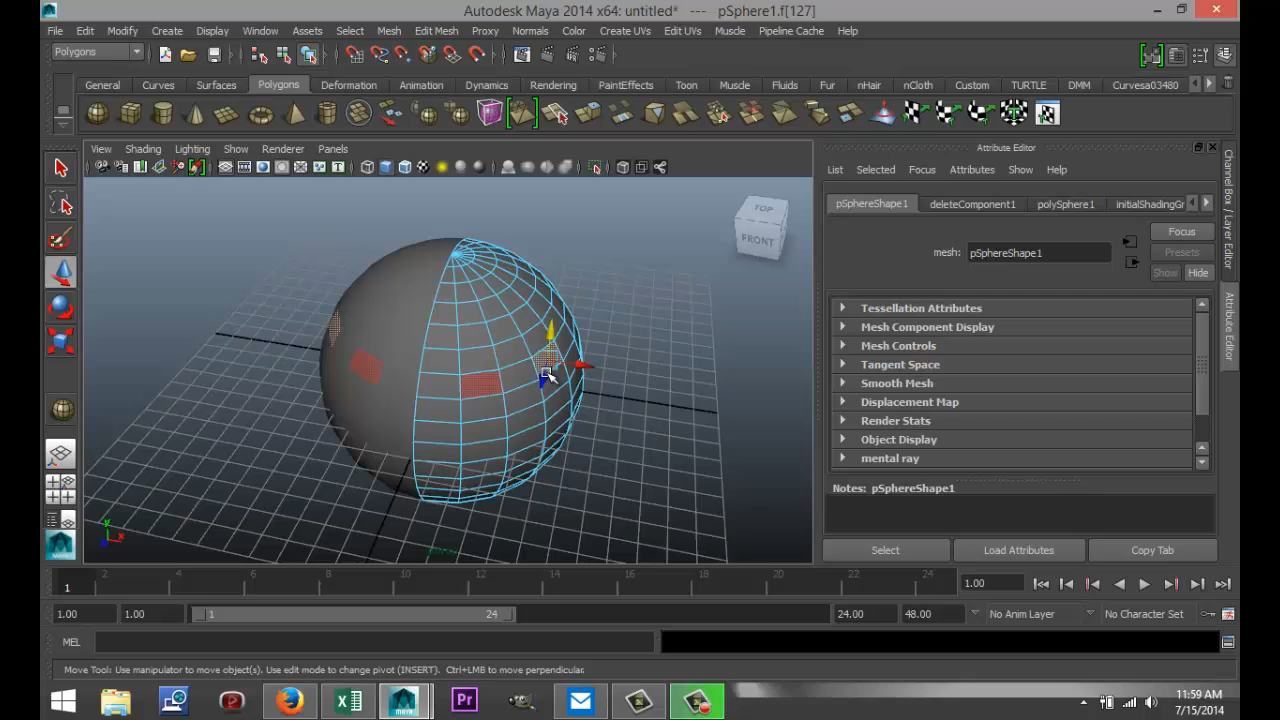 Autodesk Maya 2014 x64: untitled* --- pSphere1.f[127]
File Edit Modify Create Display Window Assets Select Mesh Edit Mesh Proxy Normals Color Create UVs Edit UVs Muscle Pipeline Cache Help
Polygons
General Curves Surfaces Polygons Deformation Animation Dynamics Rendering PaintEffects Toon Muscle Fluids Fur nHair nCloth Custom TURTLE DMM Curvesa03480
View Shading Lighting Show Renderer Panels
TOP
FRONT
y
x
Attribute Editor
List Selected Focus Attributes Show Help
pSphereShape1 deleteComponent1 polySphere1 initialShadingGr
Focus
mesh: pSphereShape1
Presets
Show Hide
Tessellation Attributes
Mesh Component Display
Mesh Controls
Tangent Space
Smooth Mesh
Displacement Map
Render Stats
Object Display
mental ray
Notes: pSphereShape1
Select Load Attributes Copy Tab
Channel Box / Layer Editor
Attribute Editor
1 2 4 6 8 10 12 14 16 18 20 22 24 1.00
1.00 1.00 1 24 24.00 48.00 No Anim Layer No Character Set
MEL
Move Tool: Use manipulator to move object(s). Use edit mode to change pivot (INSERT). Ctrl+LMB to move perpendicular.
11:59 AM
7/15/2014